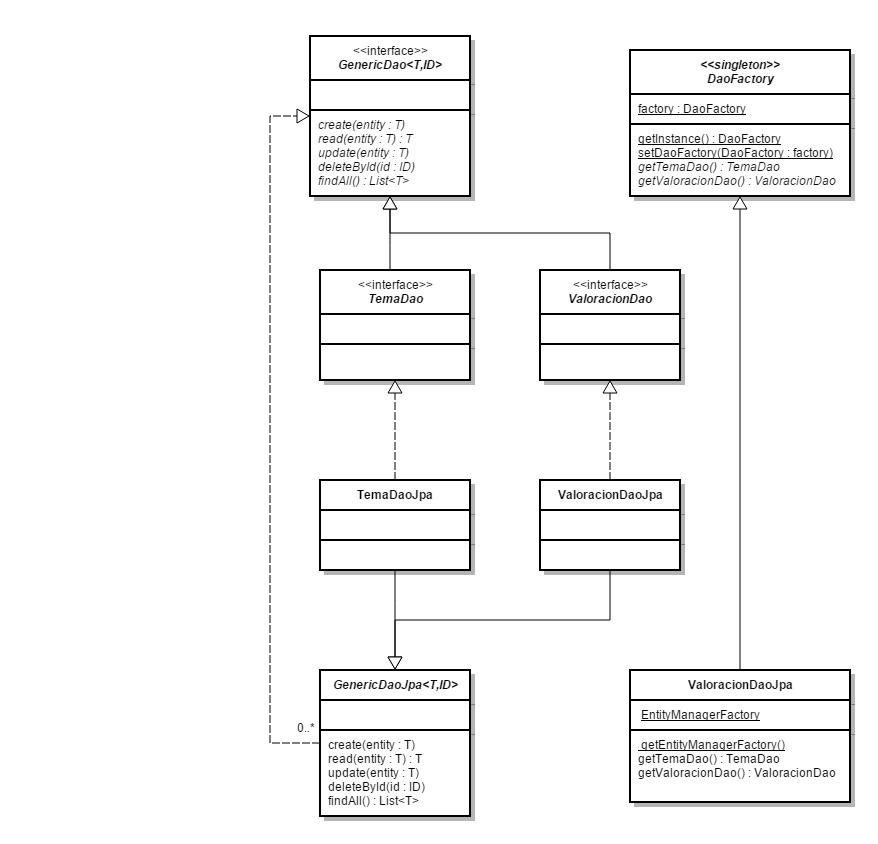 <<interface>>
GenericDao<T,ID>
create(entity : T)
read(entity : T) : T
update(entity : T)
deleteById(id : ID)
findAll() : List<T>
<<singleton>>
DaoFactory
factory : DaoFactory
getInstance() : DaoFactory
setDaoFactory(DaoFactory : factory)
getTemaDao() : TemaDao
getValoracionDao() : ValoracionDao
<<interface>>
TemaDao
<<interface>>
ValoracionDao
TemaDaoJpa
ValoracionDaoJpa
GenericDaoJpa<T,ID>
0..*
create(entity : T)
read(entity : T) : T
update(entity : T)
deleteById(id : ID)
findAll() : List<T>
ValoracionDaoJpa
EntityManagerFactory
getEntityManagerFactory()
getTemaDao() : TemaDao
getValoracionDao() : ValoracionDao